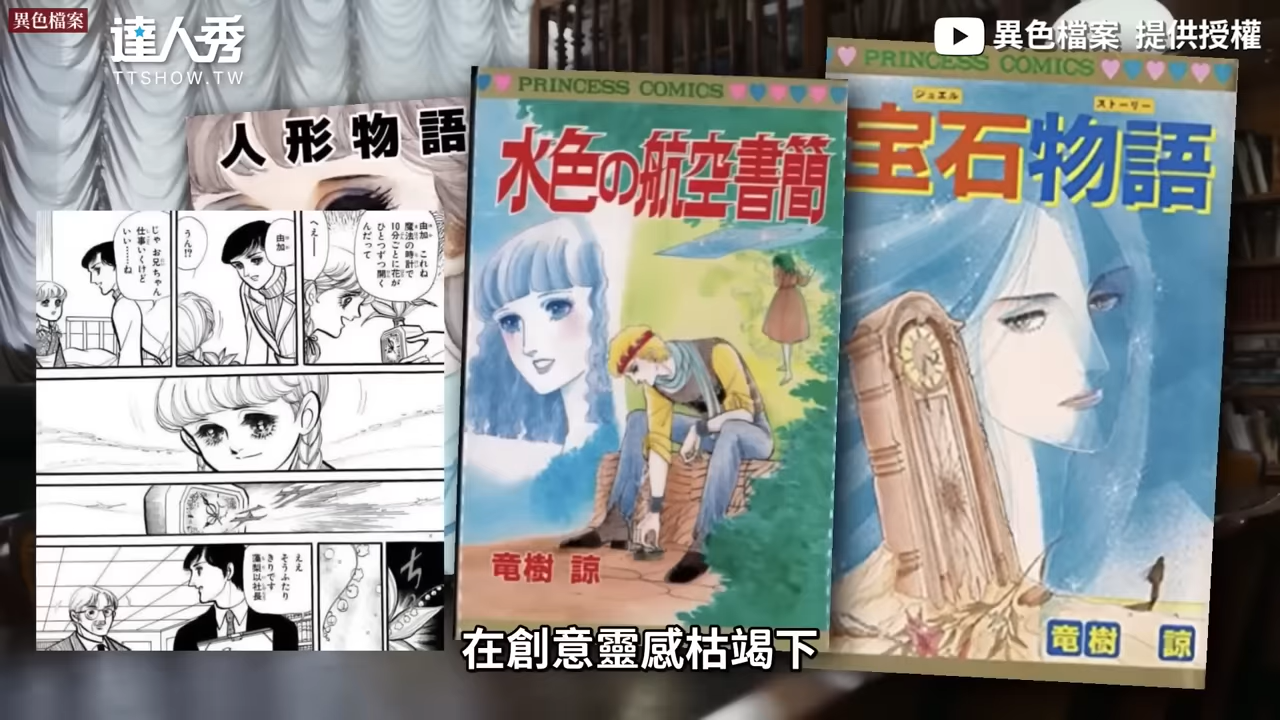 異色檔案
達人秀
TTSHOW.TW
異色檔案 提供授權
人形物語
PRINCESS COMICS
水色の航空書簡
竜樹 諒
PRINCESS COMICS
ジュエル
ストーリー
宝石物語
竜樹 諒
へぇ—
由加 これね
魔法の時計で
10分ごとに花が
ひとつずつ開く
んだって
由加
うん!?
じゃ お兄ちゃん
仕事いくけど
いい……ね
ええ
そうふたり
きりです
藻梨以社長
在創意靈感枯竭下